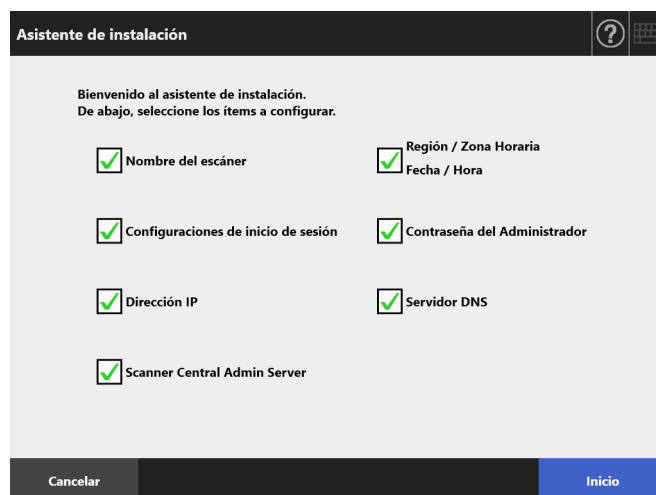 Asistente de instalación
?
Bienvenido al asistente de instalación.
De abajo, seleccione los ítems a configurar.
Nombre del escáner
Región / Zona Horaria
Fecha / Hora
Configuraciones de inicio de sesión
Contraseña del Administrador
Dirección IP
Servidor DNS
Scanner Central Admin Server
Cancelar
Inicio